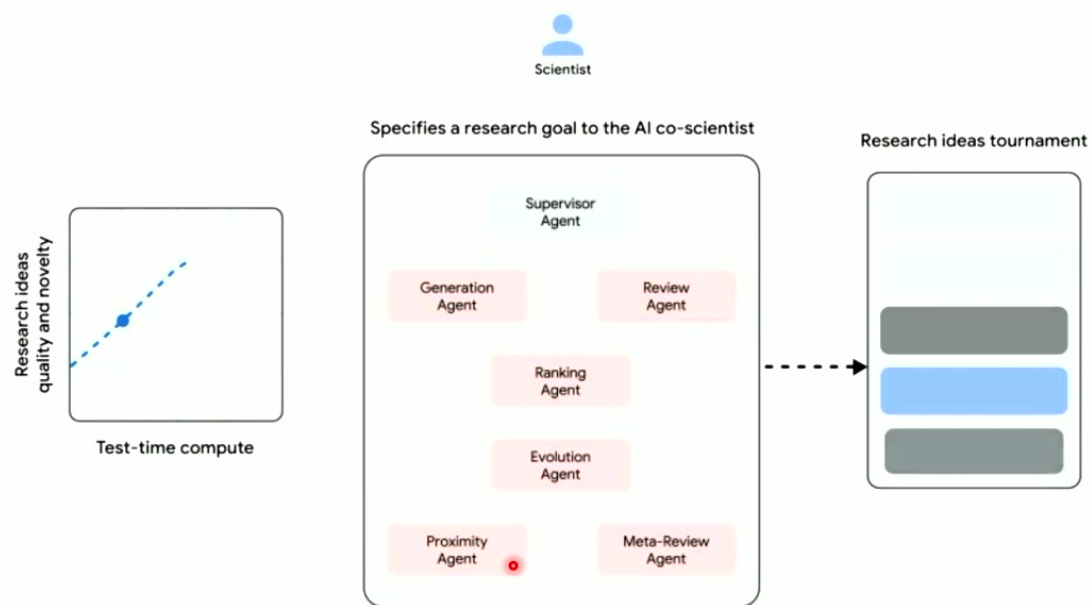 Scientist
Specifies a research goal to the AI co-scientist
Research ideas tournament
Supervisor
Agent
Generation
Agent
Review
Agent
Ranking
Agent
Evolution
Agent
Proximity
Agent
Meta-Review
Agent
Research ideas
quality and novelty
Test-time compute